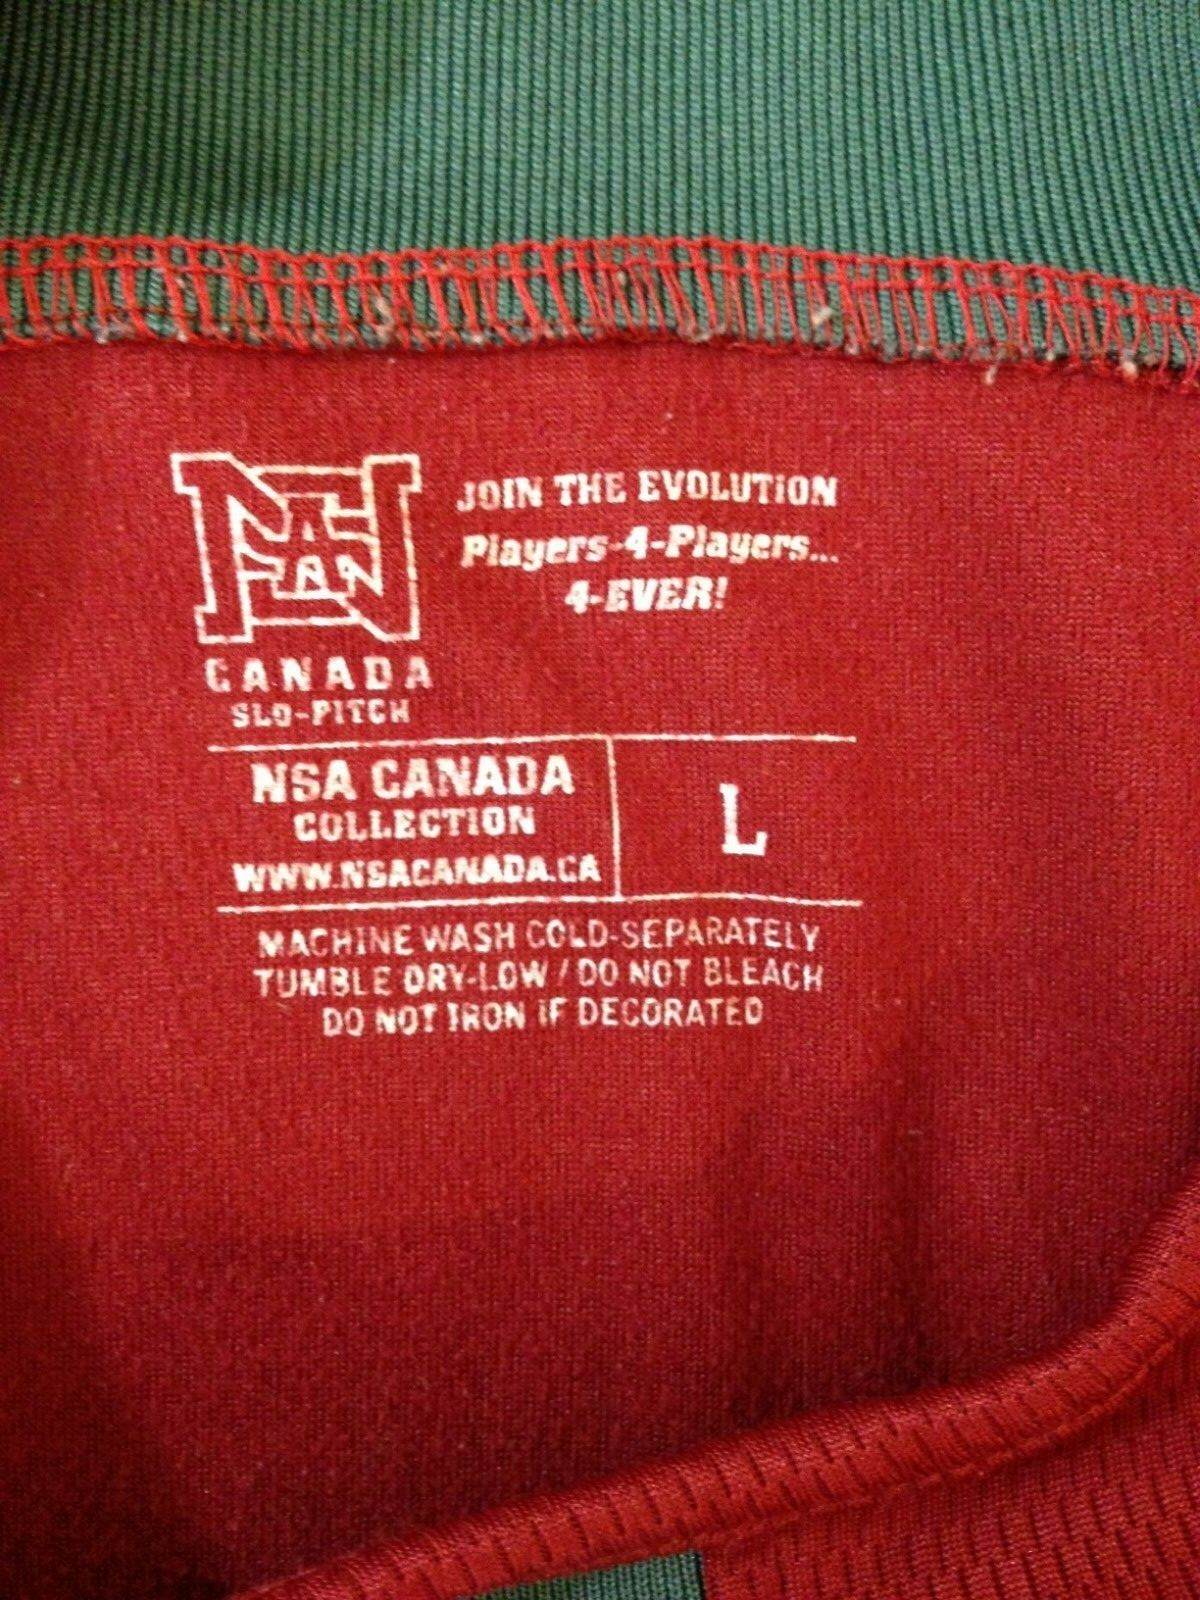 NSA
JOIN THE EVOLUTION
Players-4-Players...
4-EVER!
CANADA
SLO-PITCH
NSA CANADA
COLLECTION
WWW.NSACANADA.CA
L
MACHINE WASH COLD-SEPARATELY
TUMBLE DRY-LOW / DO NOT BLEACH
DO NOT IRON IF DECORATED